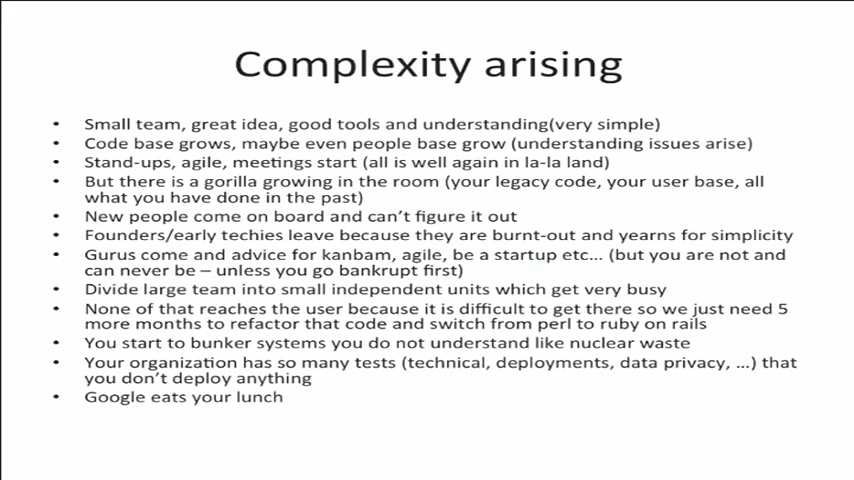 Complexity arising
• Small team, great idea, good tools and understanding(very simple)
• Code base grows, maybe even people base grow (understanding issues arise)
• Stand-ups, agile, meetings start (all is well again in la-la land)
• But there is a gorilla growing in the room (your legacy code, your user base, all
what you have done in the past)
• New people come on board and can't figure it out
• Founders/early techies leave because they are burnt-out and yearns for simplicity
• Gurus come and advice for kanbam, agile, be a startup etc... (but you are not and
can never be – unless you go bankrupt first)
• Divide large team into small independent units which get very busy
• None of that reaches the user because it is difficult to get there so we just need 5
more months to refactor that code and switch from perl to ruby on rails
• You start to bunker systems you do not understand like nuclear waste
• Your organization has so many tests (technical, deployments, data privacy, ...) that
you don't deploy anything
• Google eats your lunch